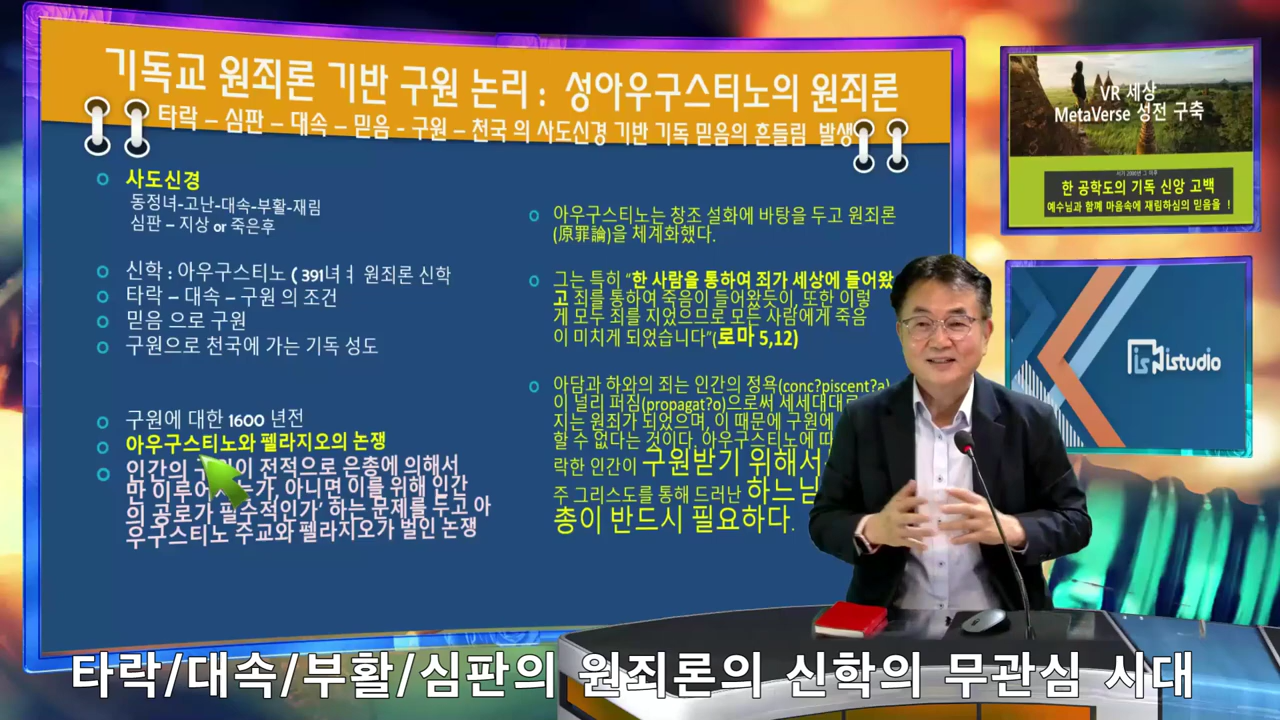 기독교 원죄론 기반 구원 논리 : 성아우구스티노의 원죄론
타락 – 심판 – 대속 – 믿음 - 구원 – 천국 의 사도신경 기반 기독 믿음의 흔들림 발생
사도신경
동정녀-고난-대속-부활-재림
심판 – 지상 or 죽은후
신학 : 아우구스티노 ( 391녀ㅕ 원죄론 신학
타락 – 대속 – 구원 의 조건
믿음 으로 구원
구원으로 천국에 가는 기독 성도
구원에 대한 1600 년전
아우구스티노와 펠라지오의 논쟁
인간의 전적으로 은총에 의해서
만 아니면 이를 위해 인간
의 공로가 필수적인가’ 하는 문제를 두고 아
우구스티노 주교와 펠라지오가 벌인 논쟁
아우구스티노는 창조 설화에 바탕을 두고 원죄론
(原罪論)을 체계화했다.
그는 특히 “한 사람을 통하여 죄가 세상에 들어왔
고 죄를 통하여 죽음이 들어왔듯이, 또한 이렇
게 모두 죄를 지었으므로 모든 사람에게 죽음
이 미치게 되었습니다”(로마 5,12)
아담과 하와의 죄는 인간의 정욕(conc?piscent?a)
이 널리 퍼짐(propagat?o)으로써 세세대대로
지는 원죄가 되었으며, 이 때문에 구원에
할 수 없다는 것이다. 아우구스티노에 따
락한 인간이 구원받기 위해서
주 그리스도를 통해 드러난 하느님
총이 반드시 필요하다.
VR 세상
MetaVerse 성전 구축
한 공학도의 기독 신앙 고백
예수님과 함께 마음속에 재림하심의 믿음을 !
istudio
타락/대속/부활/심판의 원죄론의 신학의 무관심 시대